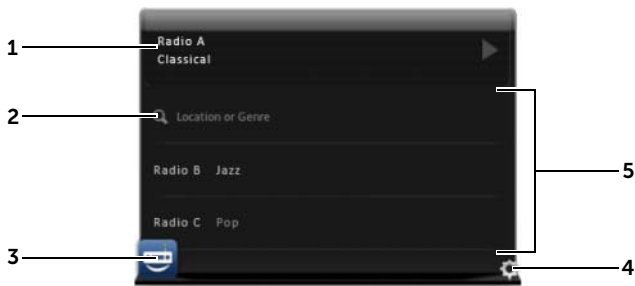 1
Radio A
Classical
2
Location or Genre
Radio B Jazz
5
Radio C Pop
3
4